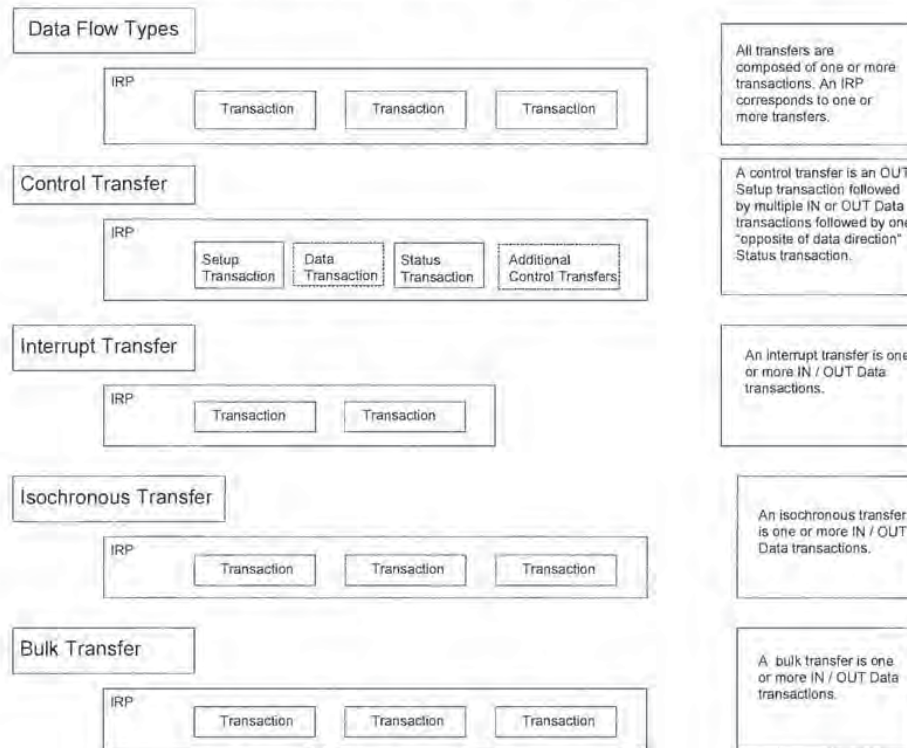 Data Flow Types
IRP
Transaction Transaction Transaction
All transfers are
composed of one or more
transactions. An IRP
corresponds to one or
more transfers.
Control Transfer
IRP
Setup
Transaction
Data
Transaction
Status
Transaction
Additional
Control Transfers
A control transfer is an OUT
Setup transaction followed
by multiple IN or OUT Data
transactions followed by one
"opposite of data direction"
Status transaction.
Interrupt Transfer
IRP
Transaction Transaction
An interrupt transfer is one
or more IN / OUT Data
transactions.
Isochronous Transfer
IRP
Transaction Transaction Transaction
An isochronous transfer
is one or more IN / OUT
Data transactions.
Bulk Transfer
IRP
Transaction Transaction Transaction
A bulk transfer is one
or more IN / OUT Data
transactions.